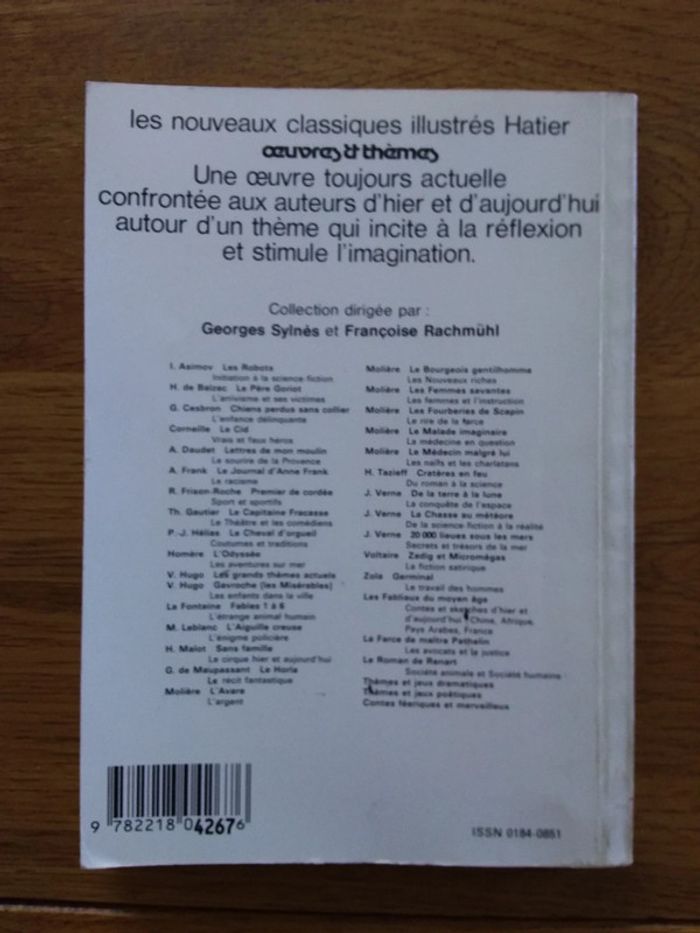 les nouveaux classiques illustrés Hatier
œuvres & thèmes
Une œuvre toujours actuelle
confrontée aux auteurs d'hier et d'aujourd'hui
autour d'un thème qui incite à la réflexion
et stimule l'imagination.
Collection dirigée par :
Georges Sylnès et Françoise Rachmühl
I. Asimov Les Robots
Initiation à la science fiction
H. de Balzac Le Père Goriot
L'arrivisme et ses victimes
G. Cesbron Chiens perdus sans collier
L'enfance délinquante
Corneille Le Cid
Vrais et faux héros
A. Daudet Lettres de mon moulin
Le sourire de la Provence
A. Frank Le Journal d'Anne Frank
Le racisme
R. Frison-Roche Premier de cordée
Sport et sportifs
Th. Gautier Le Capitaine Fracasse
Le Théâtre et les comédiens
P.-J. Hélias Le Cheval d'orgueil
Coutumes et traditions
Homère L'Odyssée
Les aventures sur mer
V. Hugo Les grands thèmes actuels
V. Hugo Gavroche (les Misérables)
Les enfants dans la ville
La Fontaine Fables 1 à 6
L'étrange animal humain
M. Leblanc L'Aiguille creuse
L'énigme policière
H. Malot Sans famille
Le cirque hier et aujourd'hui
G. de Maupassant Le Horla
Le récit fantastique
Molière L'Avare
L'argent
Molière Le Bourgeois gentilhomme
Les Nouveaux riches
Molière Les Femmes savantes
Les femmes et l'instruction
Molière Les Fourberies de Scapin
Le rire de la farce
Molière Le Malade imaginaire
La médecine en question
Molière Le Médecin malgré lui
Les naïfs et les charlatans
H. Tazieff Cratères en feu
Du roman à la science
J. Verne De la terre à la lune
La conquête de l'espace
J. Verne La Chasse au météore
De la science fiction à la réalité
J. Verne 20 000 lieues sous les mers
Secrets et trésors de la mer
Voltaire Zadig et Micromégas
La fiction satirique
Zola Germinal
Le travail des hommes
Les Fabliaux du moyen âge
Contes et sketches d'hier et
d'aujourd'hui Chine, Afrique,
Pays Arabes, France
La Farce de maître Pathelin
Les avocats et la justice
Le Roman de Renart
Société animale et Société humaine
Thèmes et jeux dramatiques
Thèmes et jeux poétiques
Contes féeriques et merveilleux
9 782218 042676
ISSN 0184-0851